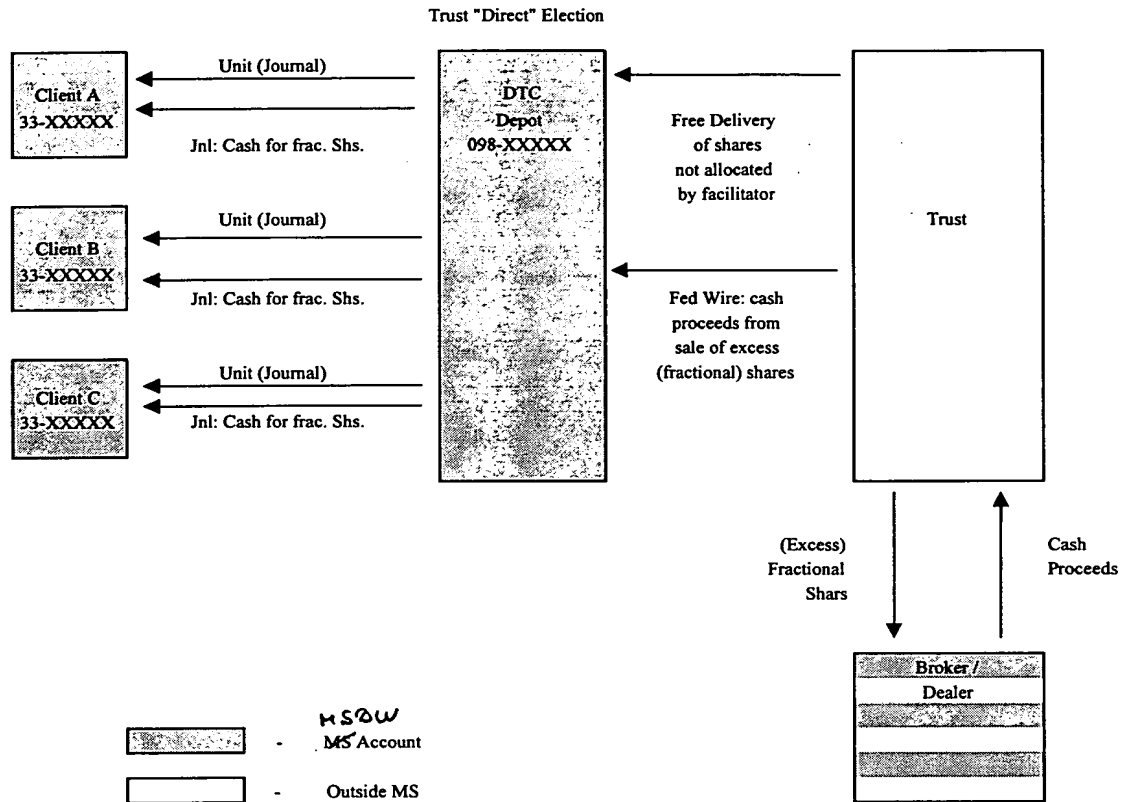 Trust "Direct" Election
Client A
33-XXXXX
Unit (Journal)
Jnl: Cash for frac. Shs.
Client B
33-XXXXX
Unit (Journal)
Jnl: Cash for frac. Shs.
Client C
33-XXXXX
Unit (Journal)
Jnl: Cash for frac. Shs.
DTC
Depot
098-XXXXX
Free Delivery
of shares
not allocated
by facilitator
Fed Wire: cash
proceeds from
sale of excess
(fractional) shares
Trust
(Excess)
Fractional
Shars
Cash
Proceeds
Broker /
Dealer
MSDW
- MS Account
- Outside MS